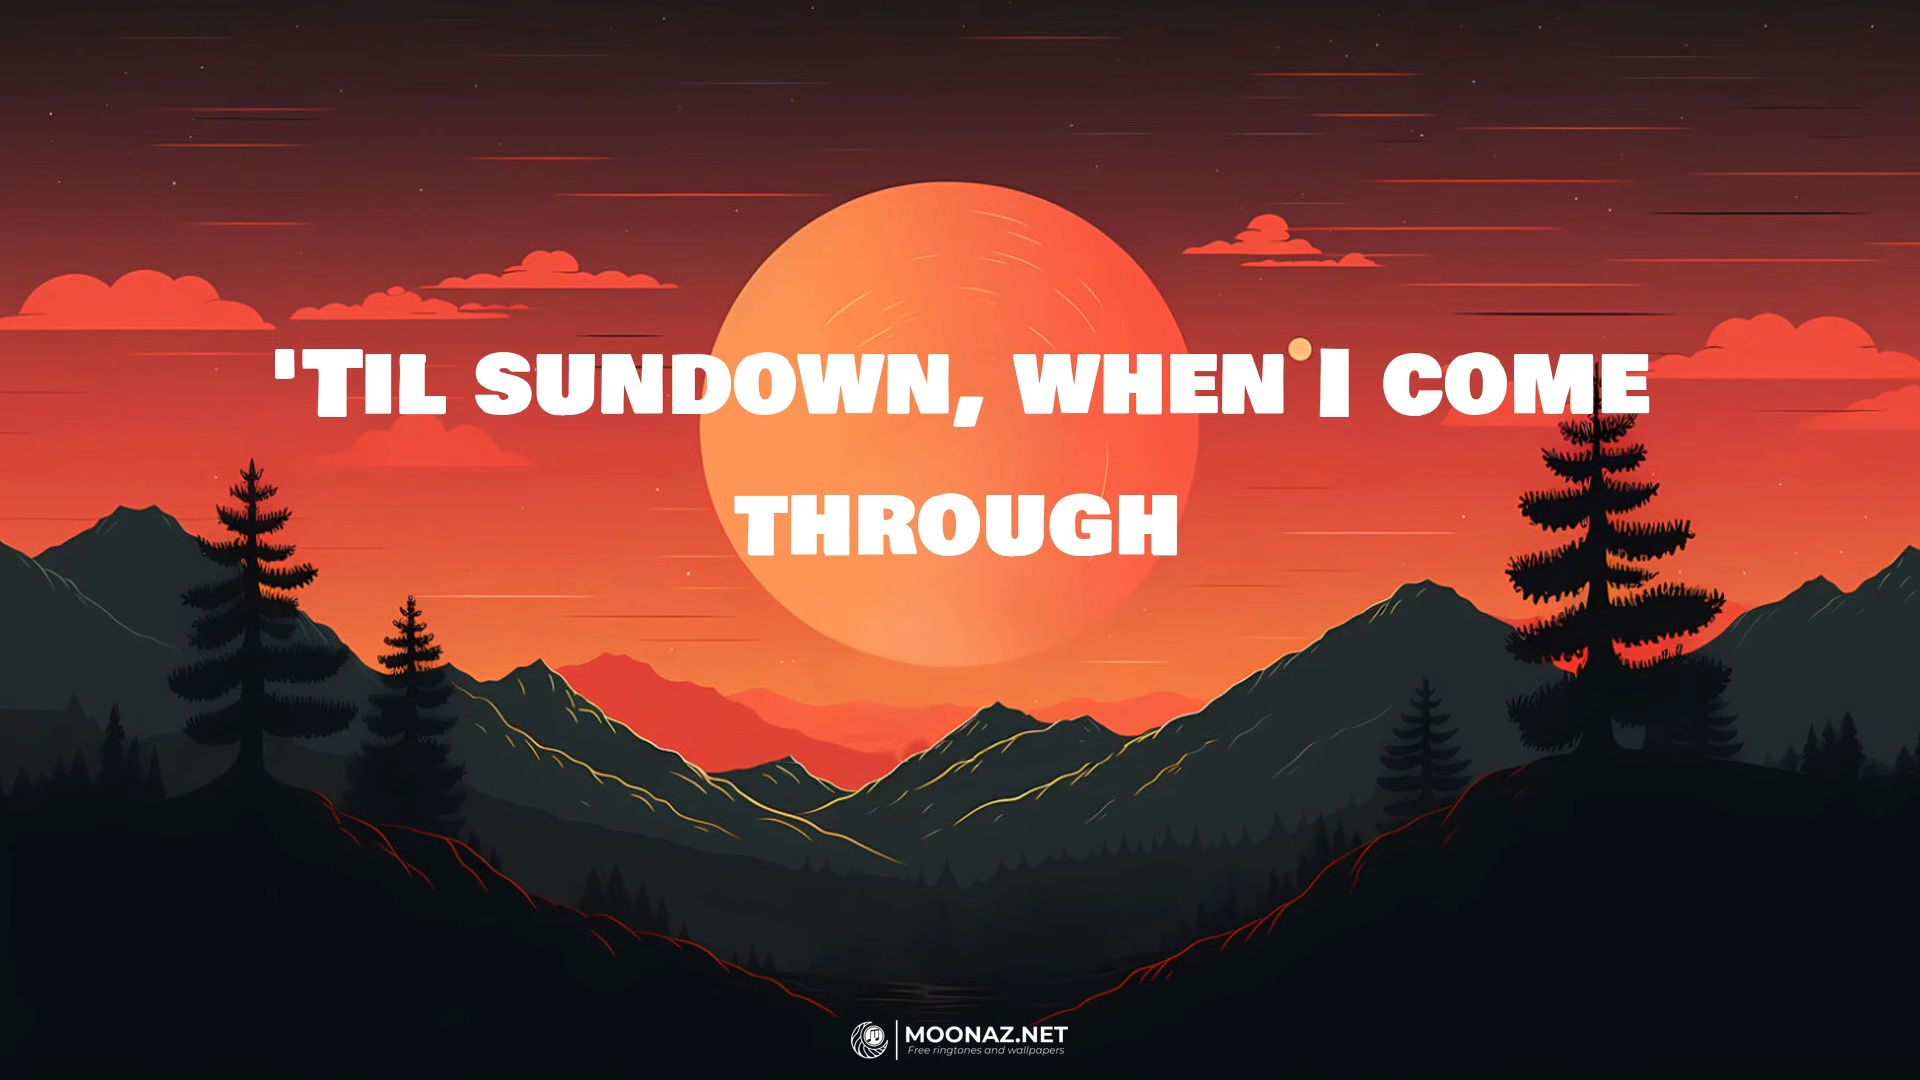 'Til sundown, when I come
through
MOONAZ.NET
Free ringtones and wallpapers